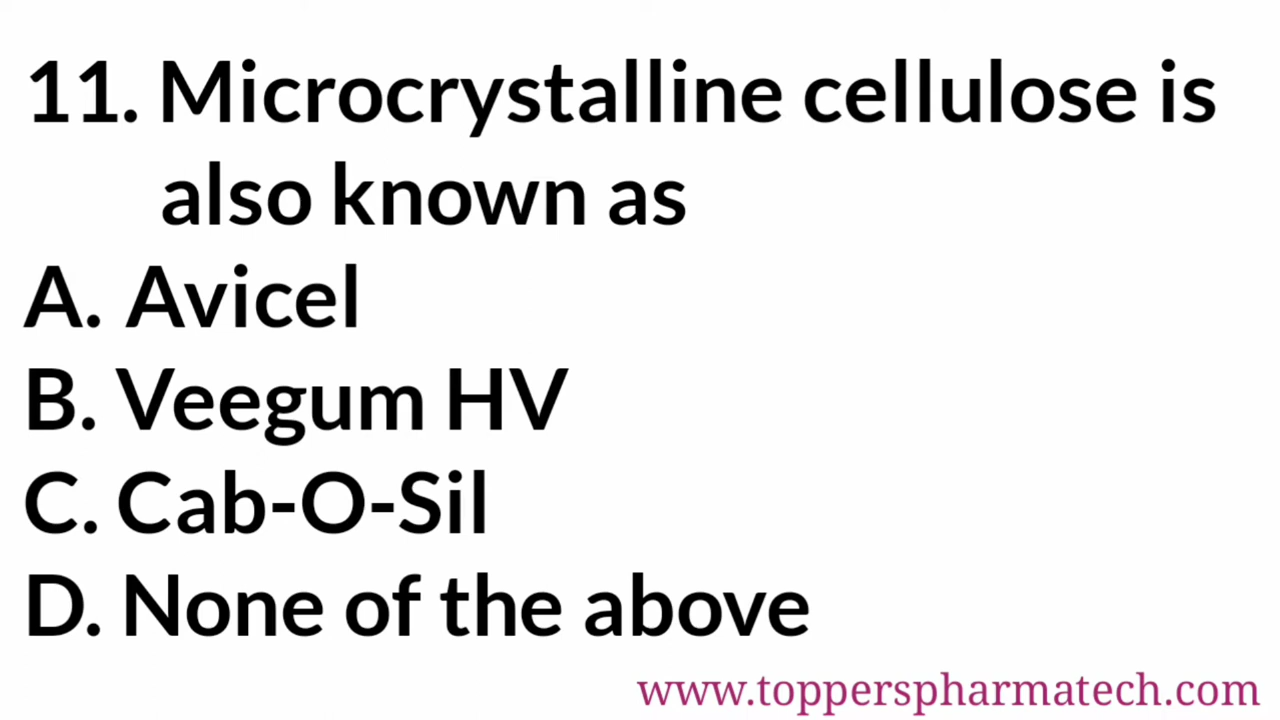 11. Microcrystalline cellulose is
also known as
A. Avicel
B. Veegum HV
C. Cab-O-Sil
D. None of the above
www.topperspharmatech.com